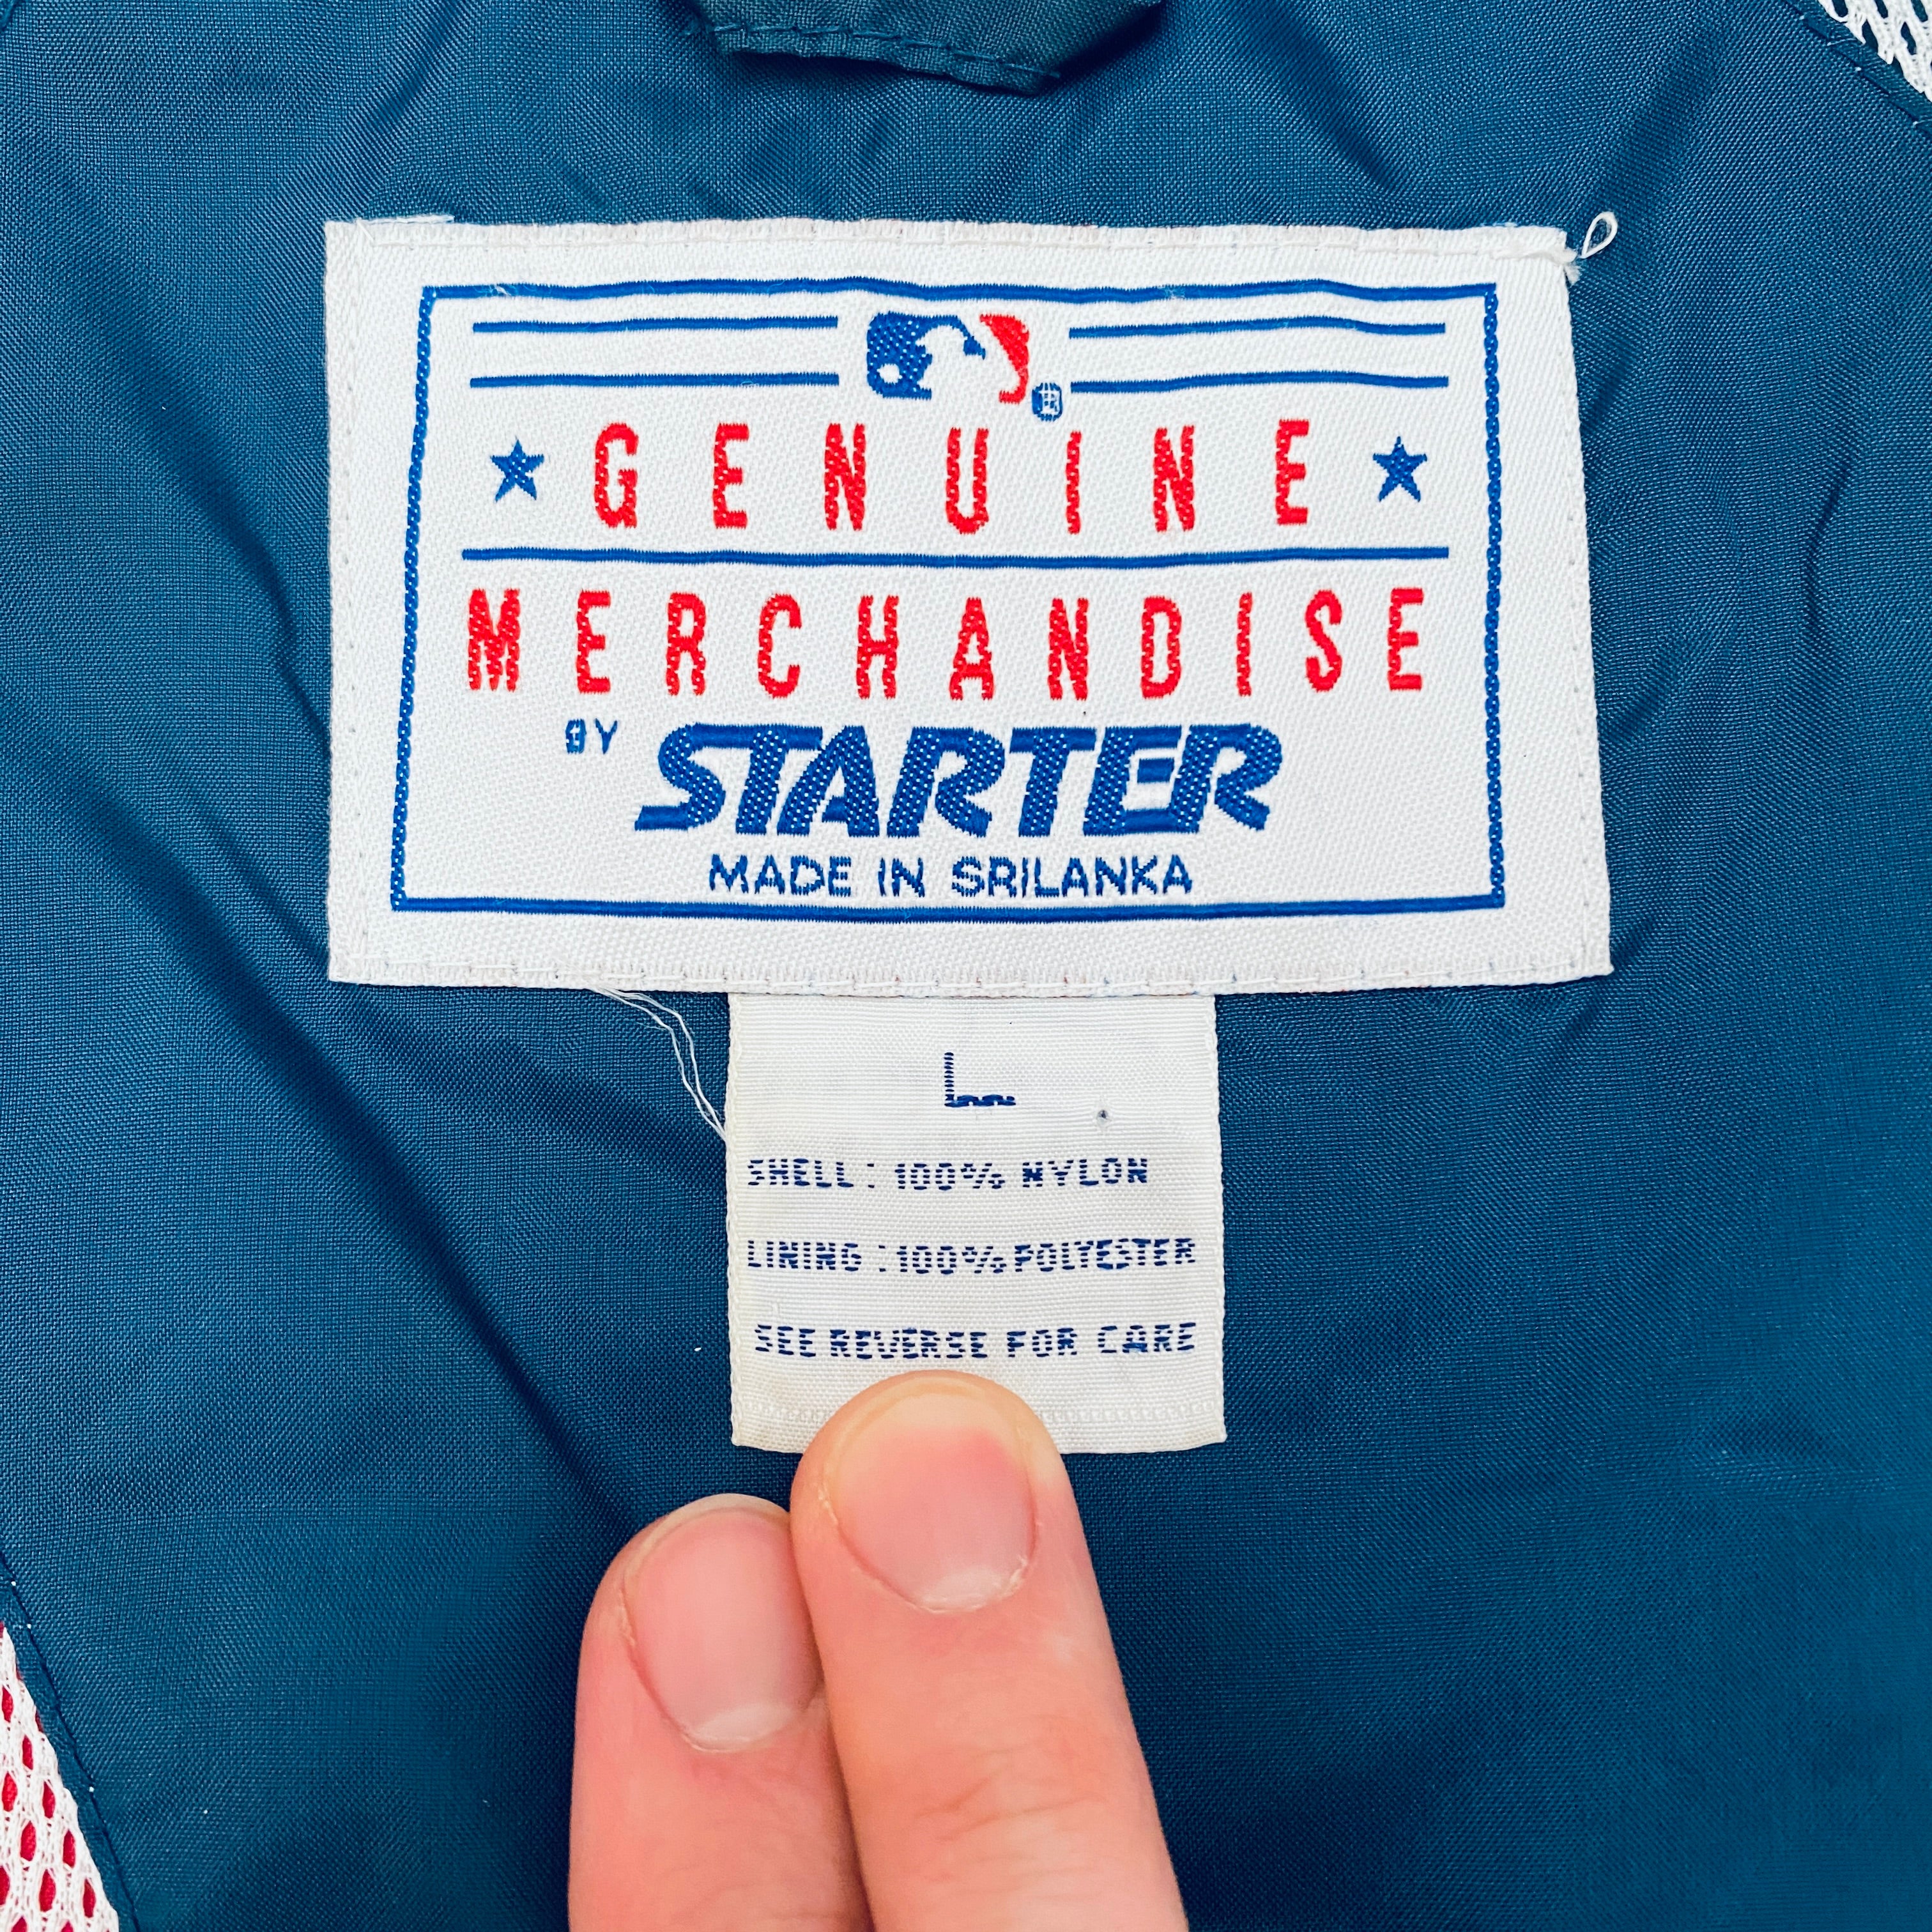 GENUINE
MERCHANDISE
BY STARTER
MADE IN SRILANKA
L
SHELL : 100% NYLON
LINING : 100% POLYESTER
SEE REVERSE FOR CARE